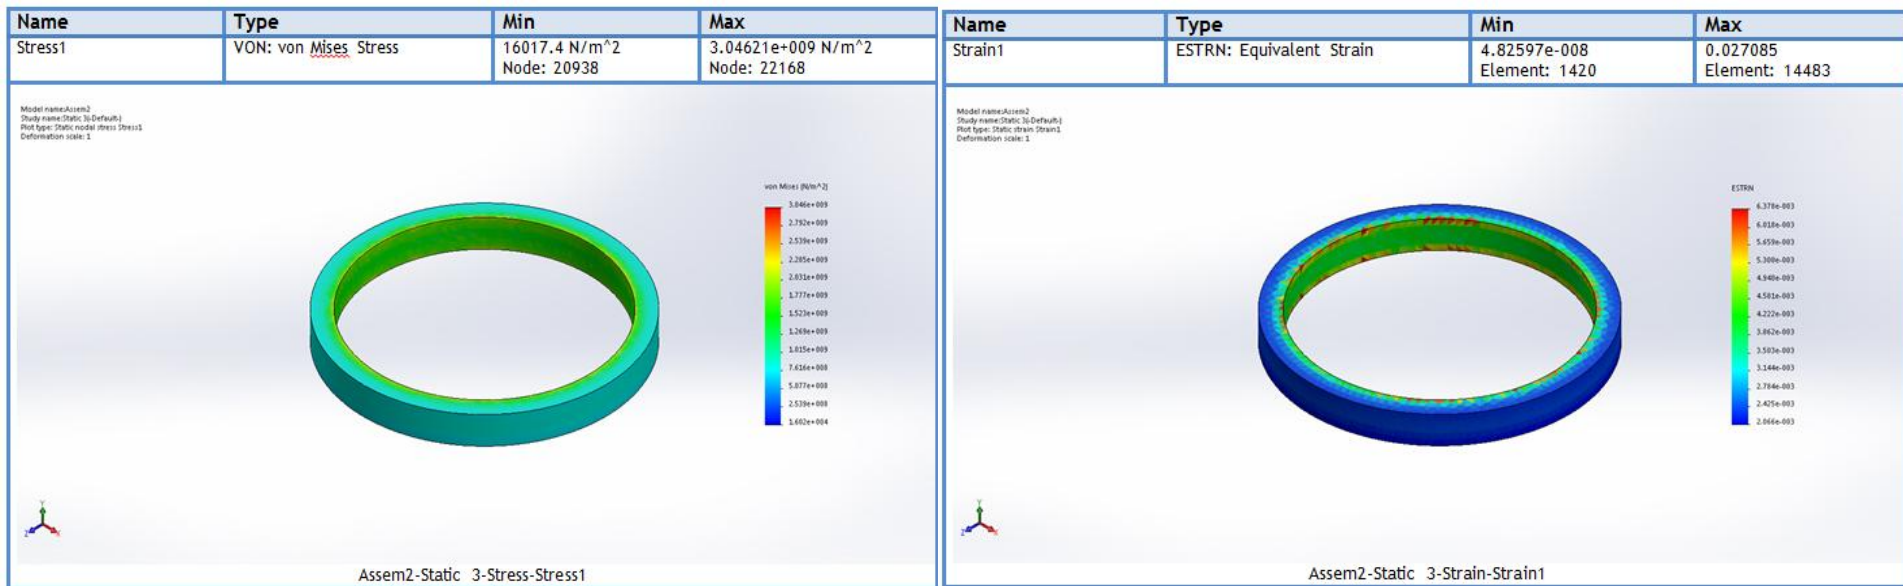 Name Type Min Max
Stress1 VON: von Mises Stress 16017.4 N/m^2 3.04621e+009 N/m^2
Node: 20938 Node: 22168
Model name:Assem2
Study name:Static 3(-Default-)
Plot type: Static nodal stress Stress1
Deformation scale: 1
von Mises (N/m^2)
3.046e+009
2.792e+009
2.539e+009
2.285e+009
2.031e+009
1.777e+009
1.523e+009
1.269e+009
1.015e+009
7.616e+008
5.077e+008
2.539e+008
1.602e+004
Y
Z X
Assem2-Static 3-Stress-Stress1
Name Type Min Max
Strain1 ESTRN: Equivalent Strain 4.82597e-008 0.027085
Element: 1420 Element: 14483
Model name:Assem2
Study name:Static 3(-Default-)
Plot type: Static strain Strain1
Deformation scale: 1
ESTRN
6.378e-003
6.018e-003
5.659e-003
5.300e-003
4.940e-003
4.581e-003
4.222e-003
3.862e-003
3.503e-003
3.144e-003
2.784e-003
2.425e-003
2.066e-003
Y
Z X
Assem2-Static 3-Strain-Strain1